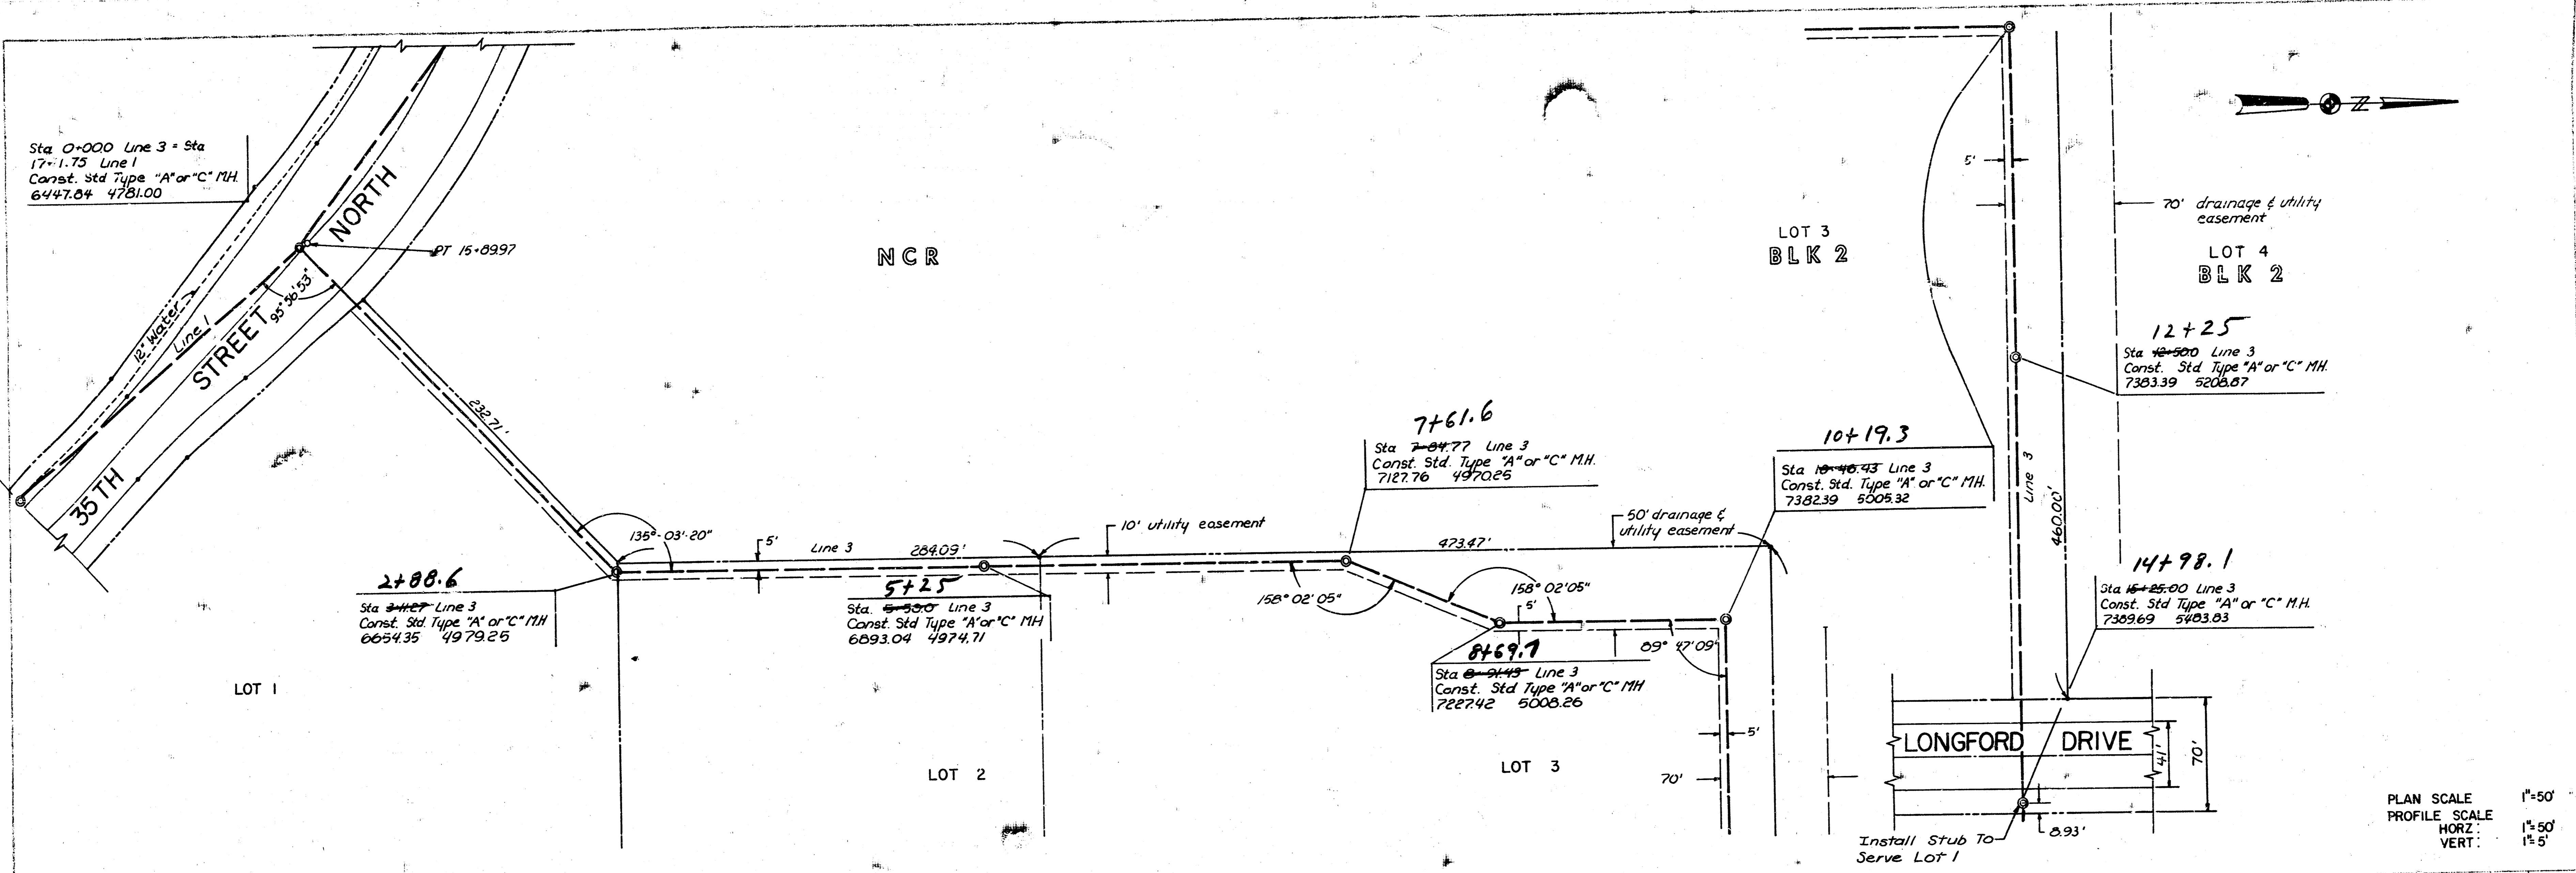 Sta 0+00.0 Line 3 = Sta
17+1.75 Line 1
Const. Std Type "A" or "C" M.H.
6447.84 4781.00
NORTH
PT 15+89.97
95° 56' 53"
12" Water
Line 1
STREET
35TH
232.71'
NCR
LOT 3
BLK 2
5'
70' drainage & utility
easement
LOT 4
BLK 2
12+25
Sta 12+50.0 Line 3
Const. Std Type "A" or "C" M.H.
7383.39 5208.87
7+61.6
Sta 7+84.77 Line 3
Const. Std. Type "A" or "C" M.H.
7127.76 4970.25
10+19.3
Sta 10+46.43 Line 3
Const. Std. Type "A" or "C" M.H.
7382.39 5005.32
Line 3
460.00'
135°-03'-20"
5'
Line 3
284.09'
10' utility easement
473.47'
50' drainage &
utility easement
2+88.6
Sta 3+11.27 Line 3
Const. Std. Type "A" or "C" MH
6654.35 4979.25
5+25
Sta. 5+53.0 Line 3
Const. Std Type "A" or "C" MH
6893.04 4974.71
158° 02' 05"
158° 02' 05"
5'
89° 47' 09"
8+69.7
Sta 8+91.43 Line 3
Const. Std Type "A" or "C" MH
7227.42 5008.26
14+98.1
Sta 15+25.00 Line 3
Const. Std Type "A" or "C" M.H.
7389.69 5483.83
LOT 1
LOT 2
LOT 3
5'
70'
LONGFORD DRIVE
41'
70'
8.93'
Install Stub To
Serve Lot 1
PLAN SCALE 1"=50'
PROFILE SCALE
HORZ: 1"=50'
VERT: 1"=5'